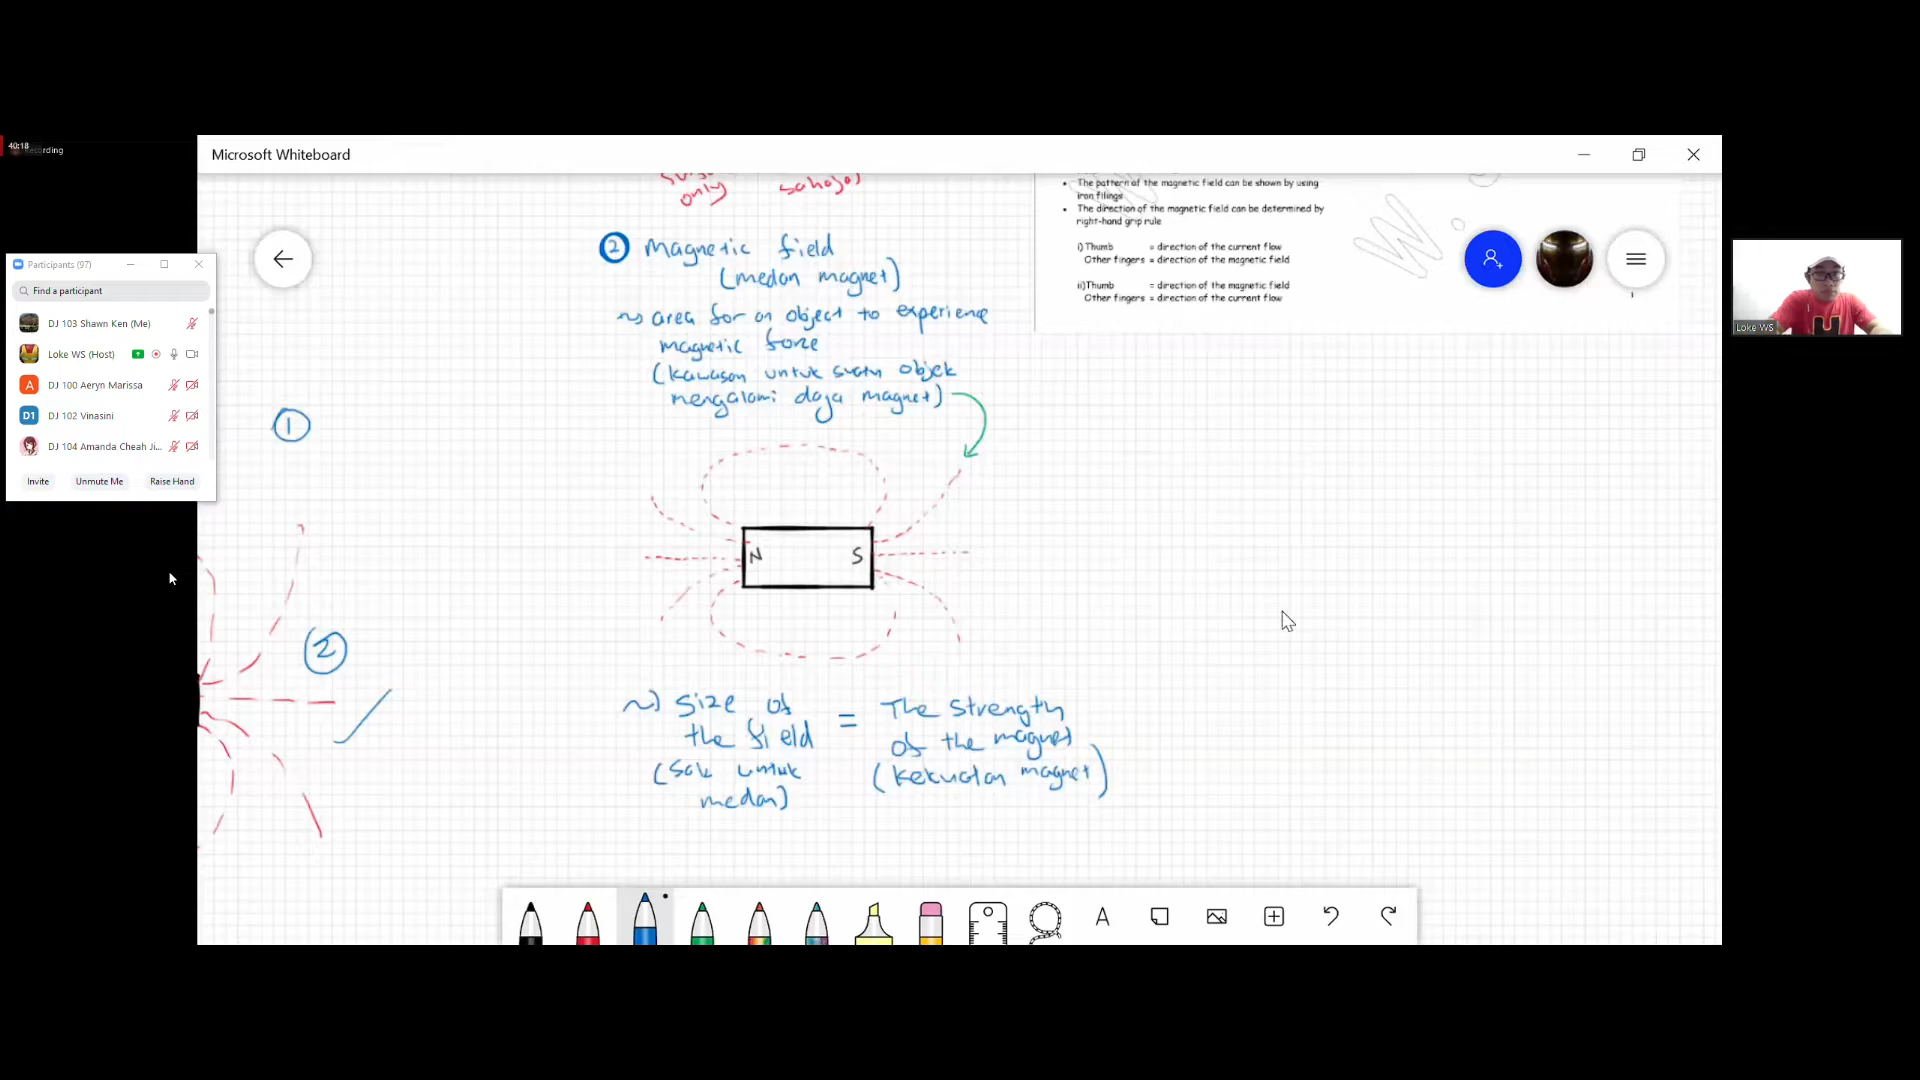 40:18
Recording
Microsoft Whiteboard
only
sahaja
The pattern of the magnetic field can be shown by using
iron filings
The direction of the magnetic field can be determined by
right-hand grip rule
i) Thumb = direction of the current flow
Other fingers = direction of the magnetic field
ii)Thumb = direction of the magnetic field
Other fingers = direction of the current flow
W.
Participants (97)
Find a participant
DJ 103 Shawn Ken (Me)
Loke WS (Host)
A DJ 100 Aeryn Marissa
D1 DJ 102 Vinasini
DJ 104 Amanda Cheah Ji...
Invite Unmute Me Raise Hand
Loke WS
① 
② Magnetic field
(medan magnet)
~> area for an object to experience
magnetic force
(kawasan untuk suatu objek
mengalami daya magnet)
N S
②
~> Size of
the field
(Saiz untuk
medan)
=
The strength
of the magnet
(kekuatan magnet)
A